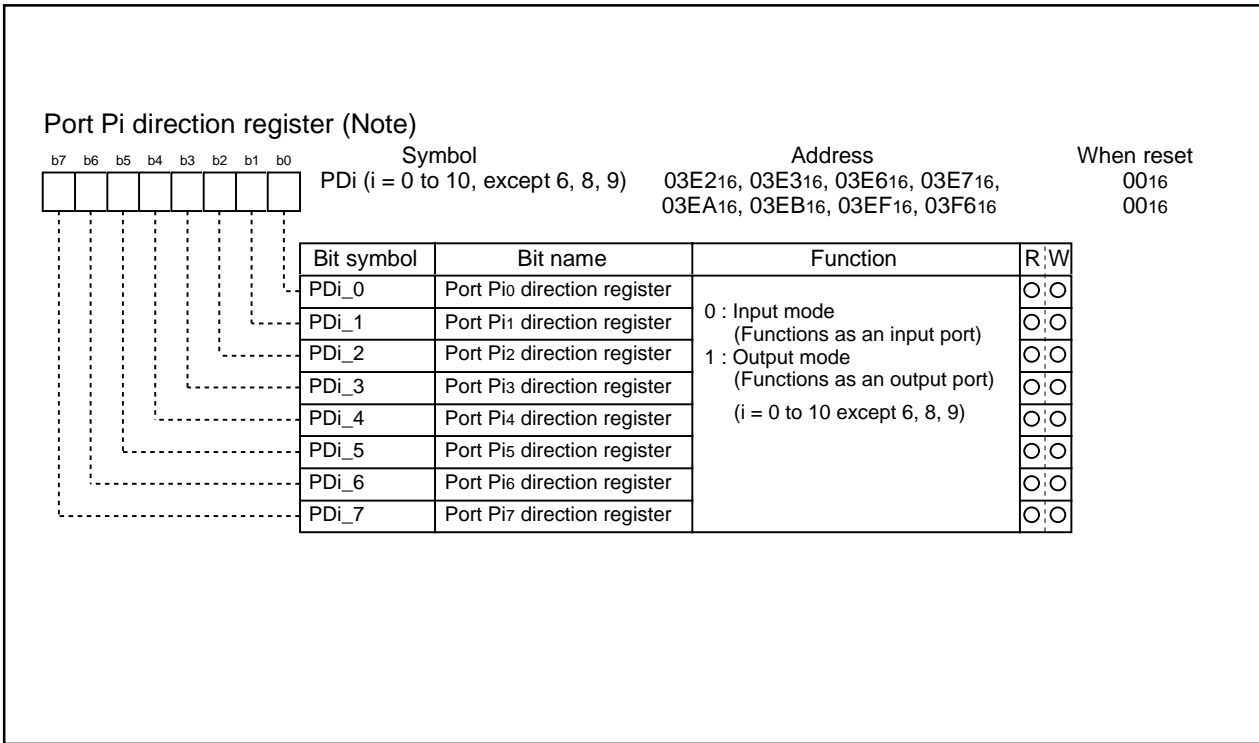 Port Pi direction register (Note)
b7 b6 b5 b4 b3 b2 b1 b0
Symbol Address When reset
PDi (i = 0 to 10, except 6, 8, 9) 03E216, 03E316, 03E616, 03E716, 0016
03EA16, 03EB16, 03EF16, 03F616 0016
Bit symbol Bit name Function R W
PDi_0 Port Pi0 direction register
PDi_1 Port Pi1 direction register
PDi_2 Port Pi2 direction register
PDi_3 Port Pi3 direction register
PDi_4 Port Pi4 direction register
PDi_5 Port Pi5 direction register
PDi_6 Port Pi6 direction register
PDi_7 Port Pi7 direction register
0 : Input mode
(Functions as an input port)
1 : Output mode
(Functions as an output port)
(i = 0 to 10 except 6, 8, 9)